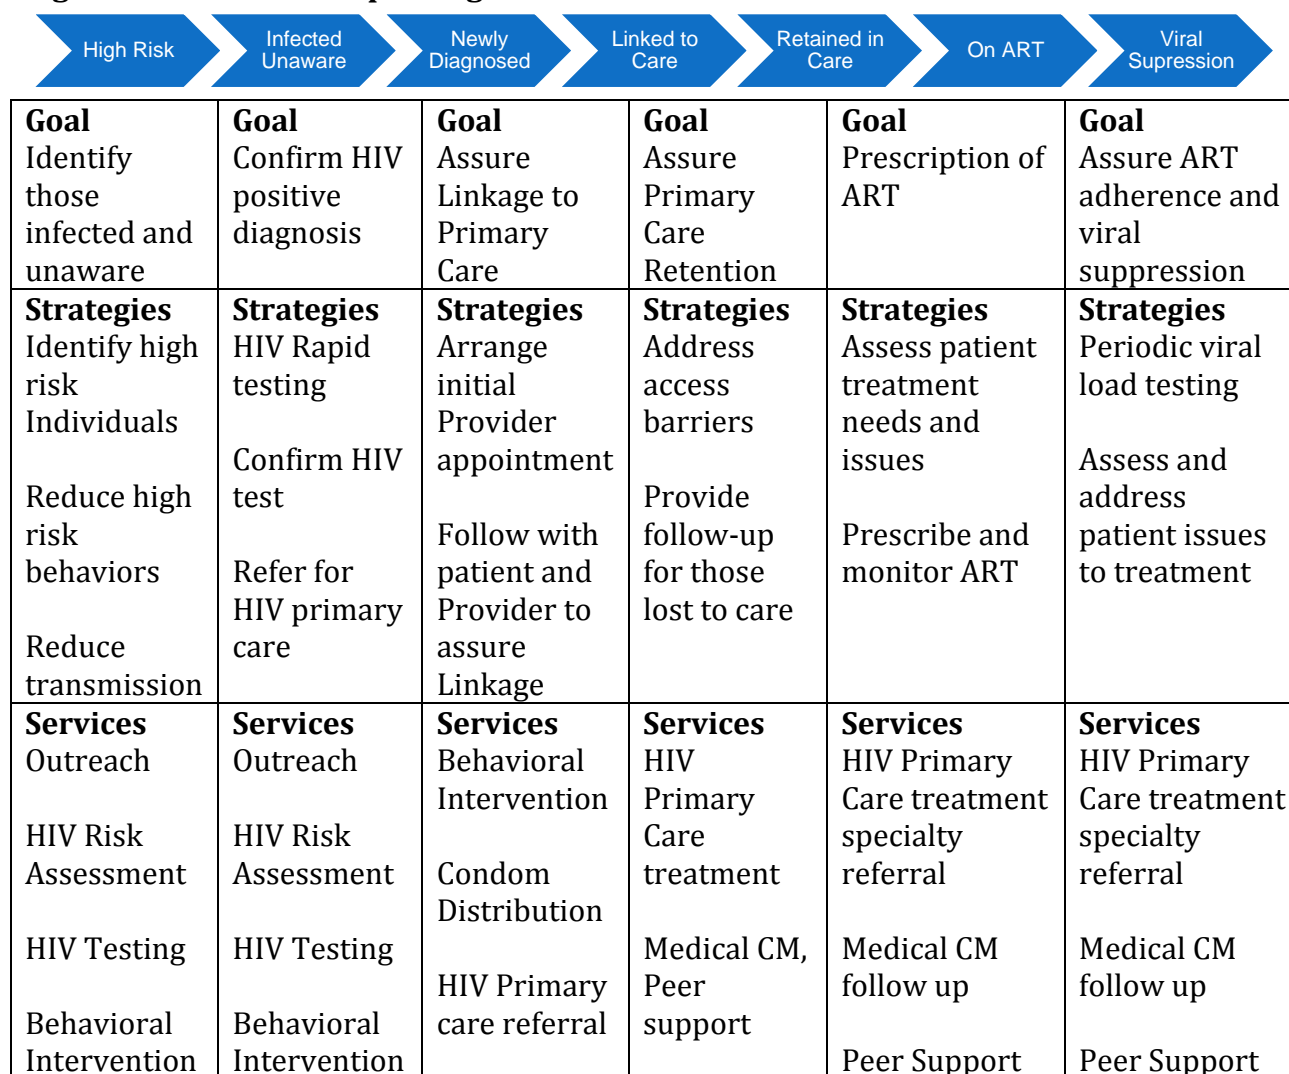 High Risk
Infected
Unaware
Newly
Diagnosed
Linked to
Care
Retained in
Care
On ART
Viral
Supression
Goal
Identify
those
infected and
unaware
Goal
Confirm HIV
positive
diagnosis
Goal
Assure
Linkage to
Primary
Care
Goal
Assure
Primary
Care
Retention
Goal
Prescription of
ART
Goal
Assure ART
adherence and
viral
suppression
Strategies
Identify high
risk
Individuals
Reduce high
risk
behaviors
Reduce
transmission
Strategies
HIV Rapid
testing
Confirm HIV
test
Refer for
HIV primary
care
Strategies
Arrange
initial
Provider
appointment
Follow with
patient and
Provider to
assure
Linkage
Strategies
Address
access
barriers
Provide
follow-up
for those
lost to care
Strategies
Assess patient
treatment
needs and
issues
Prescribe and
monitor ART
Strategies
Periodic viral
load testing
Assess and
address
patient issues
to treatment
Services
Outreach
HIV Risk
Assessment
HIV Testing
Behavioral
Intervention
Services
Outreach
HIV Risk
Assessment
HIV Testing
Behavioral
Intervention
Services
Behavioral
Intervention
Condom
Distribution
HIV Primary
care referral
Services
HIV
Primary
Care
treatment
Medical CM,
Peer
support
Services
HIV Primary
Care treatment
specialty
referral
Medical CM
follow up
Peer Support
Services
HIV Primary
Care treatment
specialty
referral
Medical CM
follow up
Peer Support